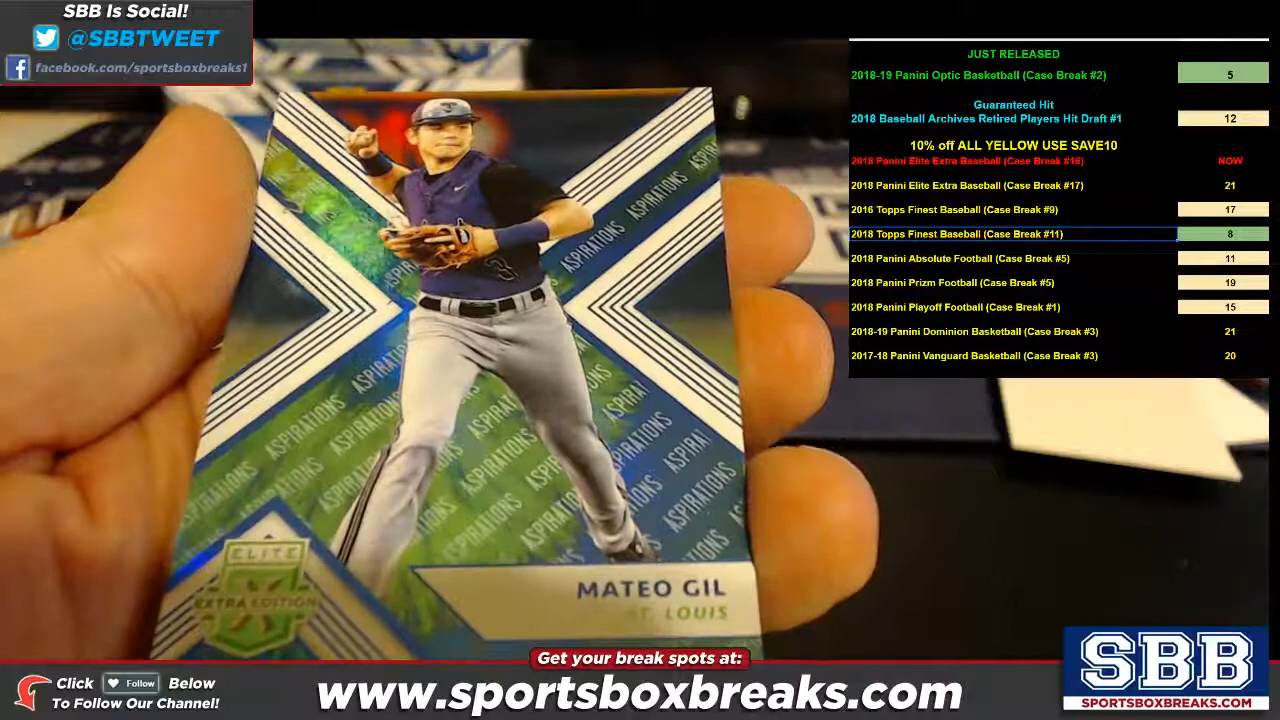 SBB Is Social!
@SBBTWEET
facebook.com/sportsboxbreaks1
JUST RELEASED
2018-19 Panini Optic Basketball (Case Break #2) 5
Guaranteed Hit
2018 Baseball Archives Retired Players Hit Draft #1 12
10% off ALL YELLOW USE SAVE10
2018 Panini Elite Extra Baseball (Case Break #16) NOW
2018 Panini Elite Extra Baseball (Case Break #17) 21
2016 Topps Finest Baseball (Case Break #9) 17
2018 Topps Finest Baseball (Case Break #11) 8
2018 Panini Absolute Football (Case Break #5) 11
2018 Panini Prizm Football (Case Break #5) 19
2018 Panini Playoff Football (Case Break #1) 15
2018-19 Panini Dominion Basketball (Case Break #3) 21
2017-18 Panini Vanguard Basketball (Case Break #3) 20
ASPIRATIONS
ASPIRATIONS
ASPIRATIONS
ASPIRATIONS
ASPIRATIONS
ASPIRATIONS
3
ELITE
EXTRA EDITION
MATEO GIL
ST. LOUIS
Get your break spots at:
Click Follow Below
To Follow Our Channel!
www.sportsboxbreaks.com
SBB
SPORTSBOXBREAKS.COM